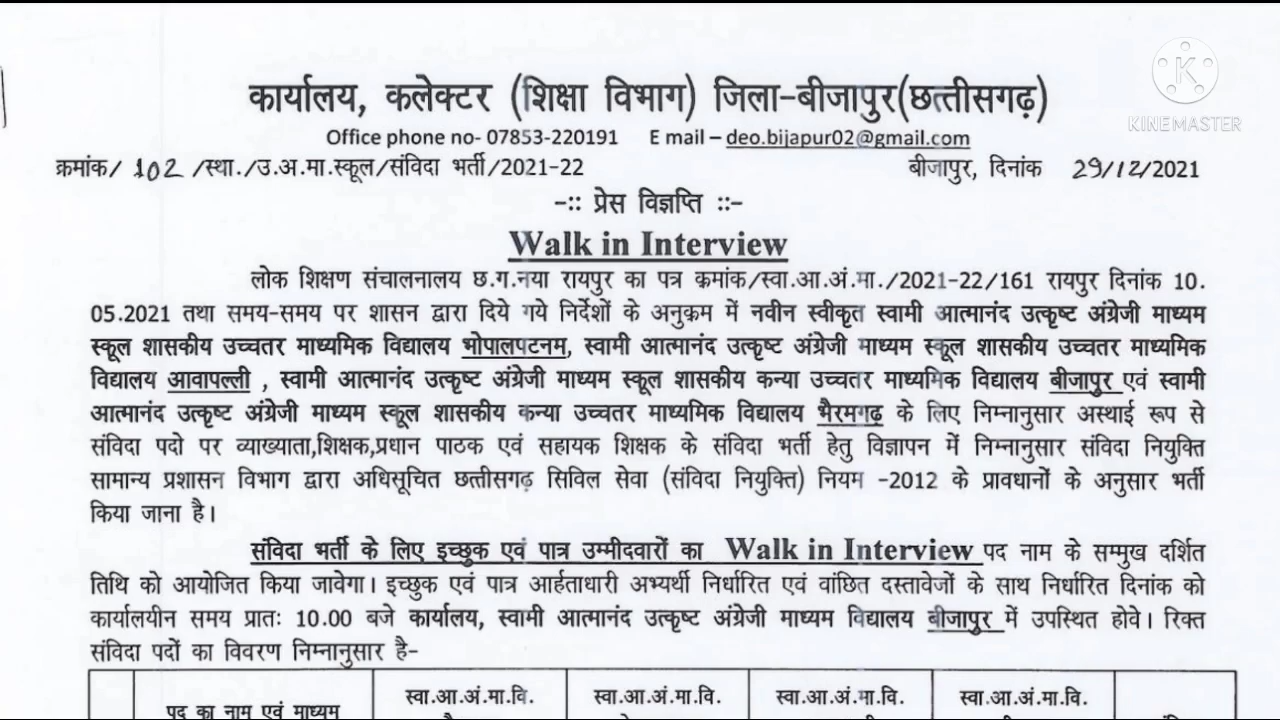 कार्यालय, कलेक्टर (शिक्षा विभाग) जिला-बीजापुर(छत्तीसगढ़)
Office phone no- 07853-220191 E mail – deo.bijapur02@gmail.com
क्रमांक/ 102 /स्था./उ.अ.मा.स्कूल/संविदा भर्ती/2021-22 बीजापुर, दिनांक 29/12/2021
-:: प्रेस विज्ञप्ति ::-
Walk in Interview
लोक शिक्षण संचालनालय छ.ग.नया रायपुर का पत्र क्रमांक/स्वा.आ.अं.मा./2021-22/161 रायपुर दिनांक 10.
05.2021 तथा समय-समय पर शासन द्वारा दिये गये निर्देशों के अनुक्रम में नवीन स्वीकृत स्वामी आत्मानंद उत्कृष्ट अंग्रेजी माध्यम
स्कूल शासकीय उच्चतर माध्यमिक विद्यालय भोपालपटनम, स्वामी आत्मानंद उत्कृष्ट अंग्रेजी माध्यम स्कूल शासकीय उच्चतर माध्यमिक
विद्यालय आवापल्ली , स्वामी आत्मानंद उत्कृष्ट अंग्रेजी माध्यम स्कूल शासकीय कन्या उच्चतर माध्यमिक विद्यालय बीजापुर एवं स्वामी
आत्मानंद उत्कृष्ट अंग्रेजी माध्यम स्कूल शासकीय कन्या उच्चतर माध्यमिक विद्यालय भैरमगढ़ के लिए निम्नानुसार अस्थाई रूप से
संविदा पदो पर व्याख्याता,शिक्षक,प्रधान पाठक एवं सहायक शिक्षक के संविदा भर्ती हेतु विज्ञापन में निम्नानुसार संविदा नियुक्ति
सामान्य प्रशासन विभाग द्वारा अधिसूचित छत्तीसगढ़ सिविल सेवा (संविदा नियुक्ति) नियम -2012 के प्रावधानों के अनुसार भर्ती
किया जाना है।
संविदा भर्ती के लिए इच्छुक एवं पात्र उम्मीदवारों का Walk in Interview पद नाम के सम्मुख दर्शित
तिथि को आयोजित किया जावेगा। इच्छुक एवं पात्र आर्हताधारी अभ्यर्थी निर्धारित एवं वांछित दस्तावेजों के साथ निर्धारित दिनांक को
कार्यालयीन समय प्रातः 10.00 बजे कार्यालय, स्वामी आत्मानंद उत्कृष्ट अंग्रेजी माध्यम विद्यालय बीजापुर में उपस्थित होवे। रिक्त
संविदा पदों का विवरण निम्नानुसार है-
स्वा.आ.अं.मा.वि. स्वा.आ.अं.मा.वि. स्वा.आ.अं.मा.वि. स्वा.आ.अं.मा.वि.
पद का नाम एवं माध्यम
KINEMASTER